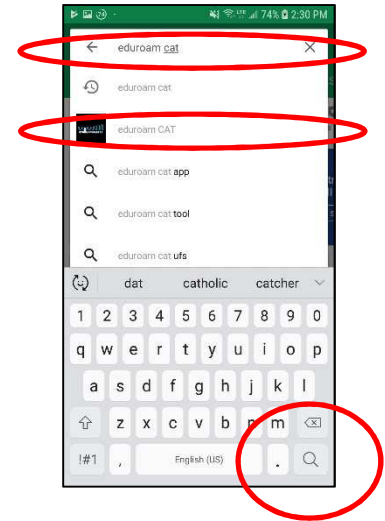 74% 2:30 PM
eduroam cat
eduroam cat
eduroam CAT
eduroam cat app
eduroam cat tool
eduroam cat ufs
dat catholic catcher
1 2 3 4 5 6 7 8 9 0
q w e r t y u i o p
a s d f g h j k l
z x c v b n m
!#1 , English (US) .